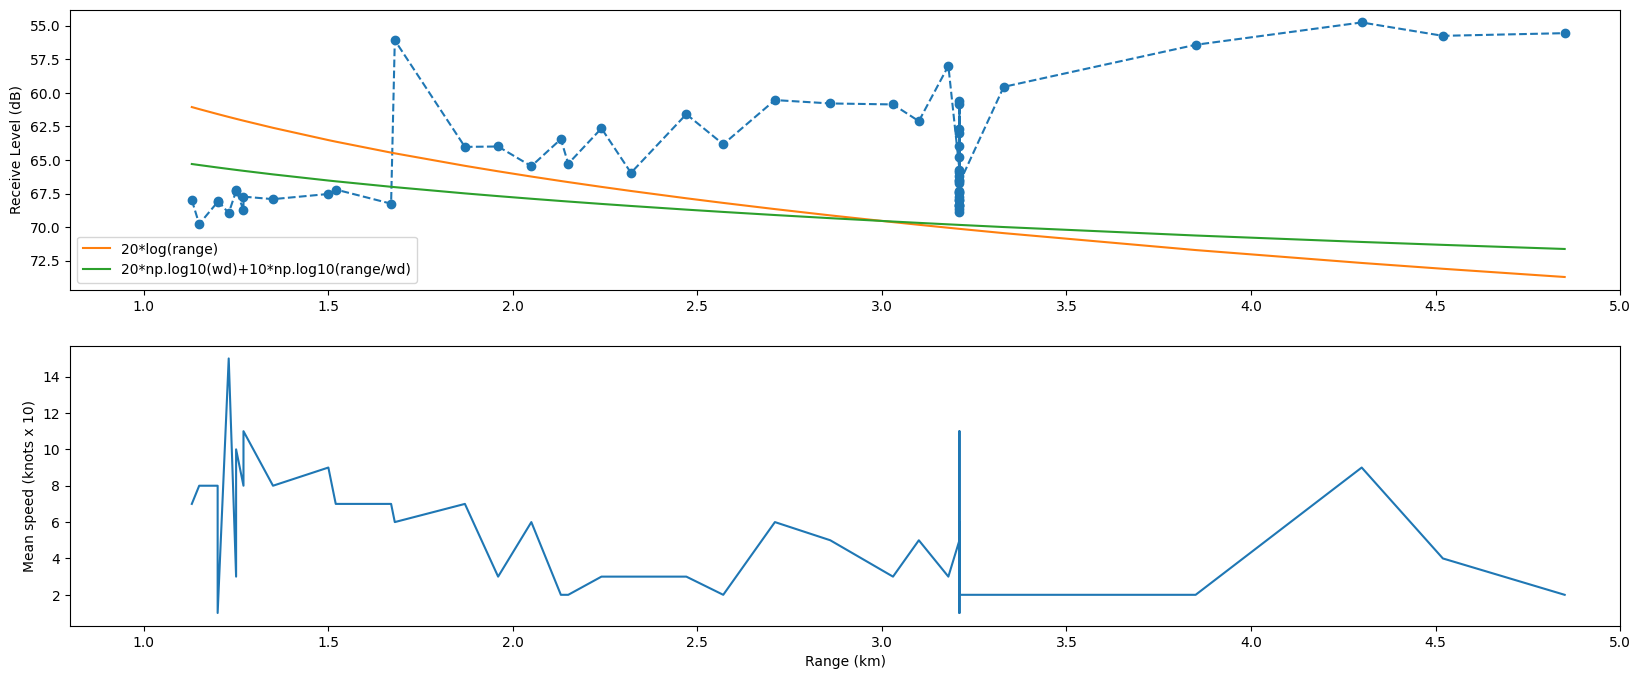 Receive Level (dB)
55.0
57.5
60.0
62.5
65.0
67.5
70.0
72.5
20*log(range)
20*np.log10(wd)+10*np.log10(range/wd)
1.0 1.5 2.0 2.5 3.0 3.5 4.0 4.5 5.0
Mean speed (knots x 10)
14
12
10
8
6
4
2
1.0 1.5 2.0 2.5 3.0 3.5 4.0 4.5 5.0
Range (km)